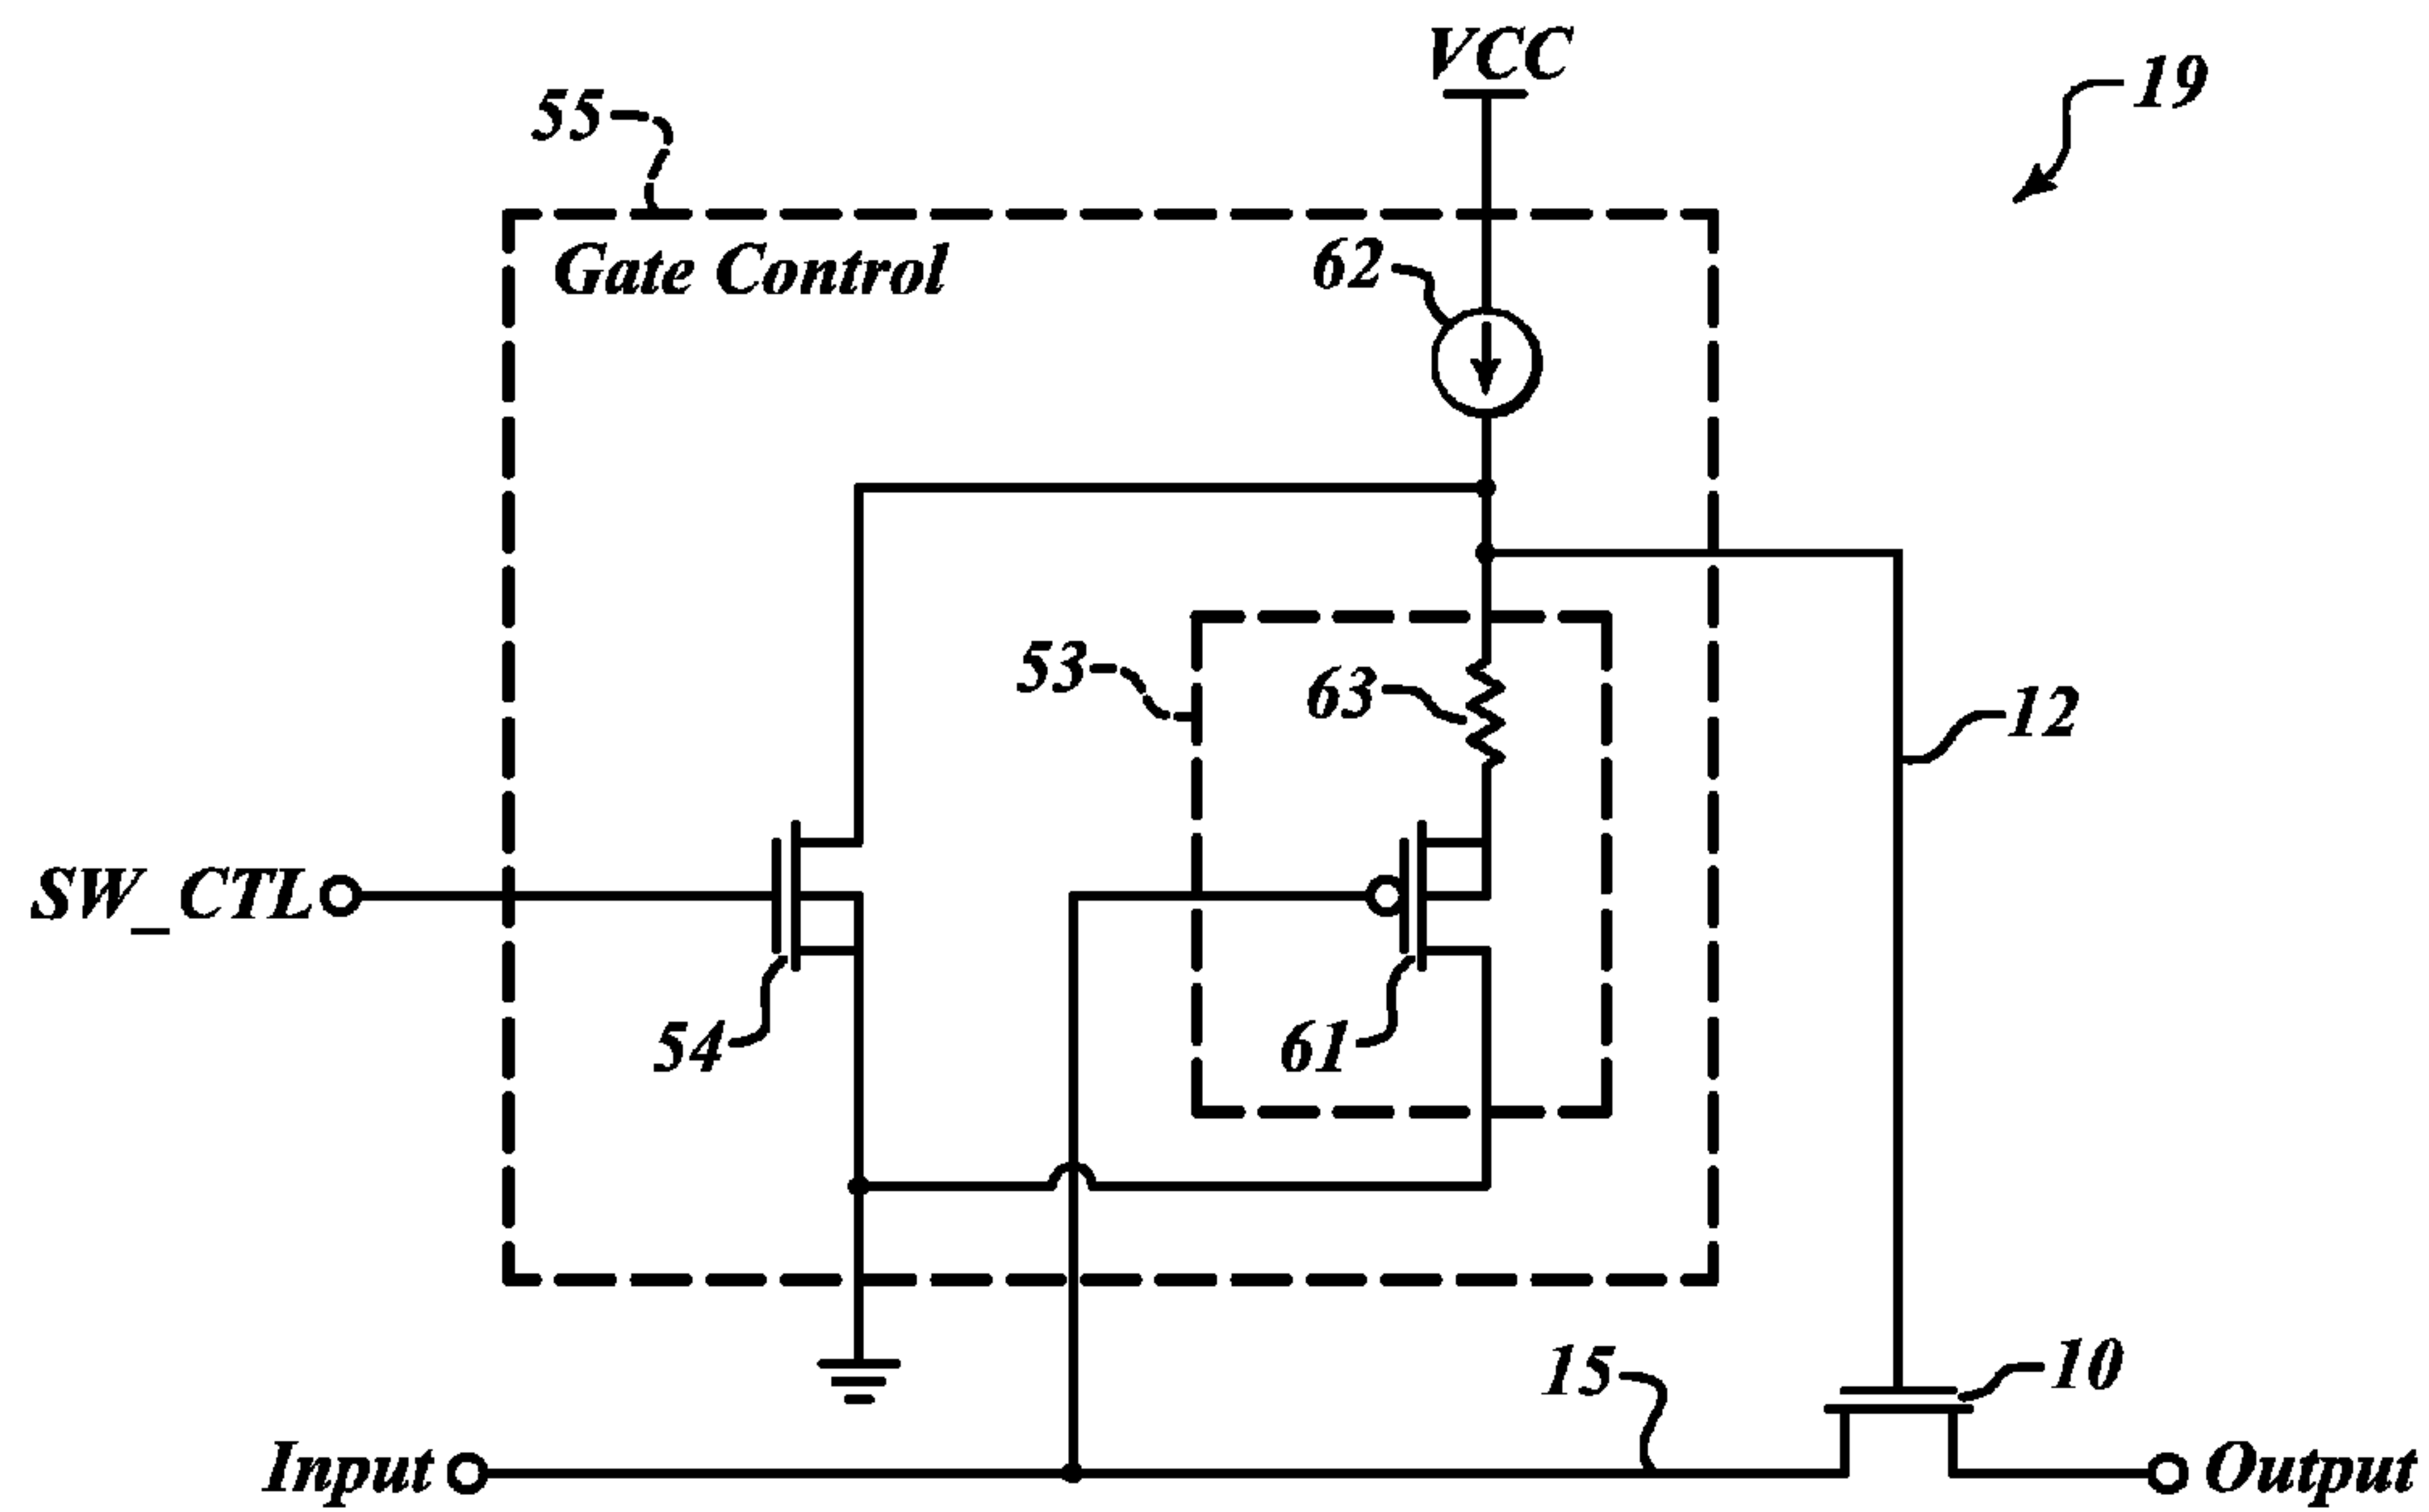 VCC
19
55
Gate Control
62
53
63
12
SW_CTL
54
61
15
10
Input
Output